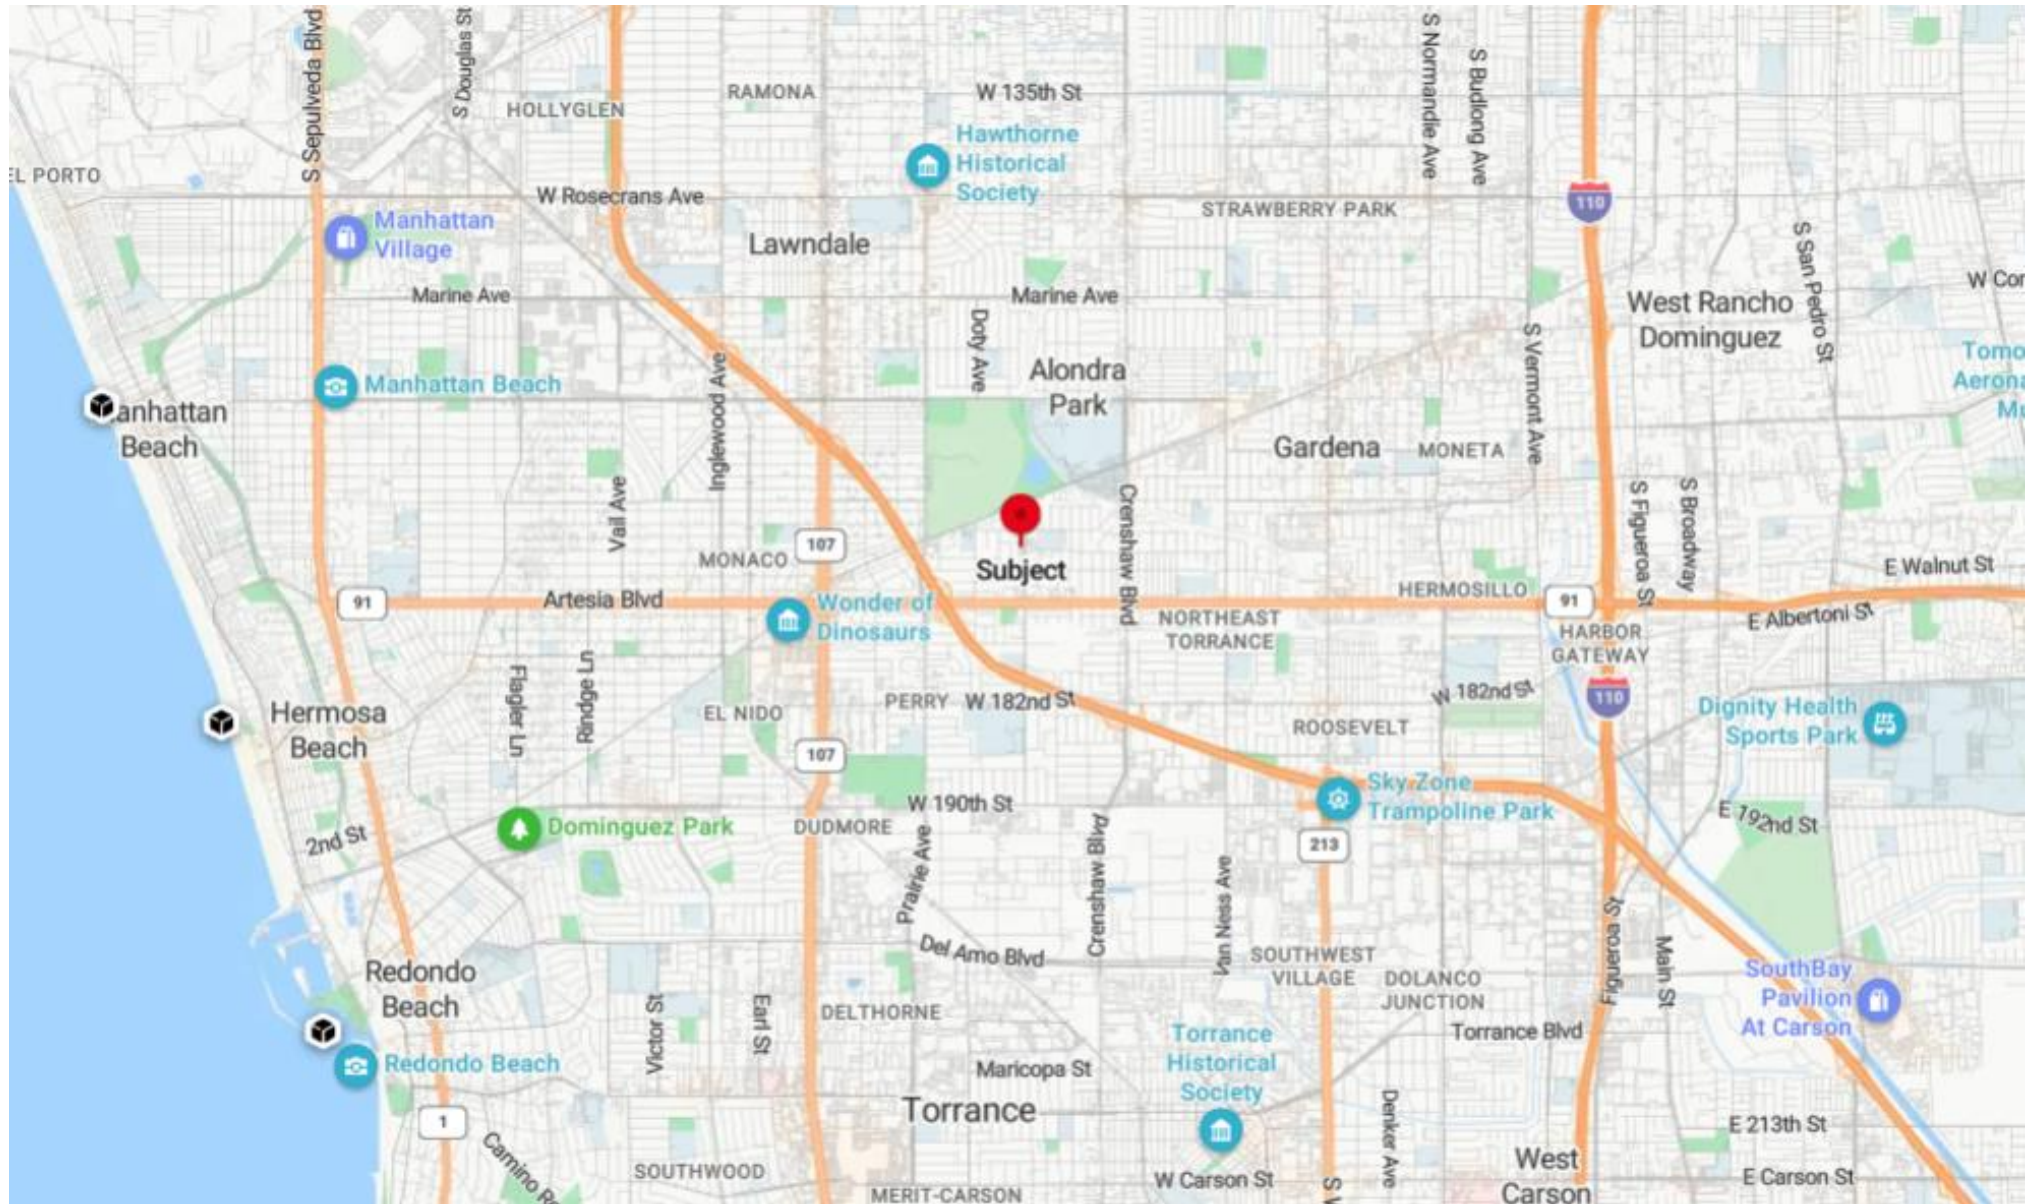 S Sepulveda Blvd
S Douglas St
HOLLYGLEN
RAMONA
W 135th St
Hawthorne
Historical
Society
S Normandie Ave
S Budlong Ave
EL PORTO
W Rosecrans Ave
STRAWBERRY PARK
110
Manhattan
Village
Lawndale
S San Pedro St
W Cor
Marine Ave
Marine Ave
West Rancho
Dominguez
Doty Ave
S Vermont Ave
Inglewood Ave
Manhattan Beach
Alondra
Park
Tomo
Aerona
Mu
anhattan
Beach
Gardena
MONETA
Vail Ave
Crenshaw Blvd
S Figueroa St
S Broadway
107
MONACO
Subject
E Walnut St
91
Artesia Blvd
Wonder of
Dinosaurs
HERMOSILLO
91
E Albertoni St
NORTHEAST
TORRANCE
HARBOR
GATEWAY
Flagler Ln
Rindge Ln
PERRY
W 182nd St
W 182nd St
110
Hermosa
Beach
EL NIDO
ROOSEVELT
Dignity Health
Sports Park
107
Sky Zone
Trampoline Park
W 190th St
E 192nd St
2nd St
Dominguez Park
DUDMORE
Prairie Ave
Crenshaw Blvd
Van Ness Ave
213
Del Amo Blvd
Figueroa St
Main St
SOUTHWEST
VILLAGE
DOLANCO
JUNCTION
Redondo
Beach
SouthBay
Pavilion
At Carson
Victor St
Earl St
DELTHORNE
Torrance Blvd
Torrance
Historical
Society
Redondo Beach
Maricopa St
1
Torrance
Denker Ave
E 213th St
Camino R
SOUTHWOOD
MERIT-CARSON
W Carson St
S W
West
Carson
E Carson St